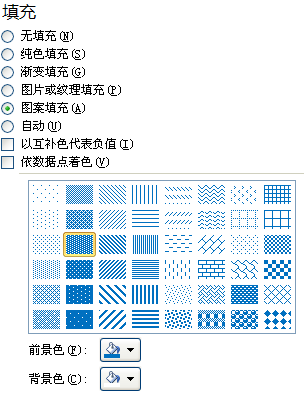 填充
无填充(N)
纯色填充(S)
渐变填充(G)
图片或纹理填充(P)
图案填充(A)
自动(U)
以互补色代表负值(I)
依数据点着色(V)
前景色(F):
背景色(C):